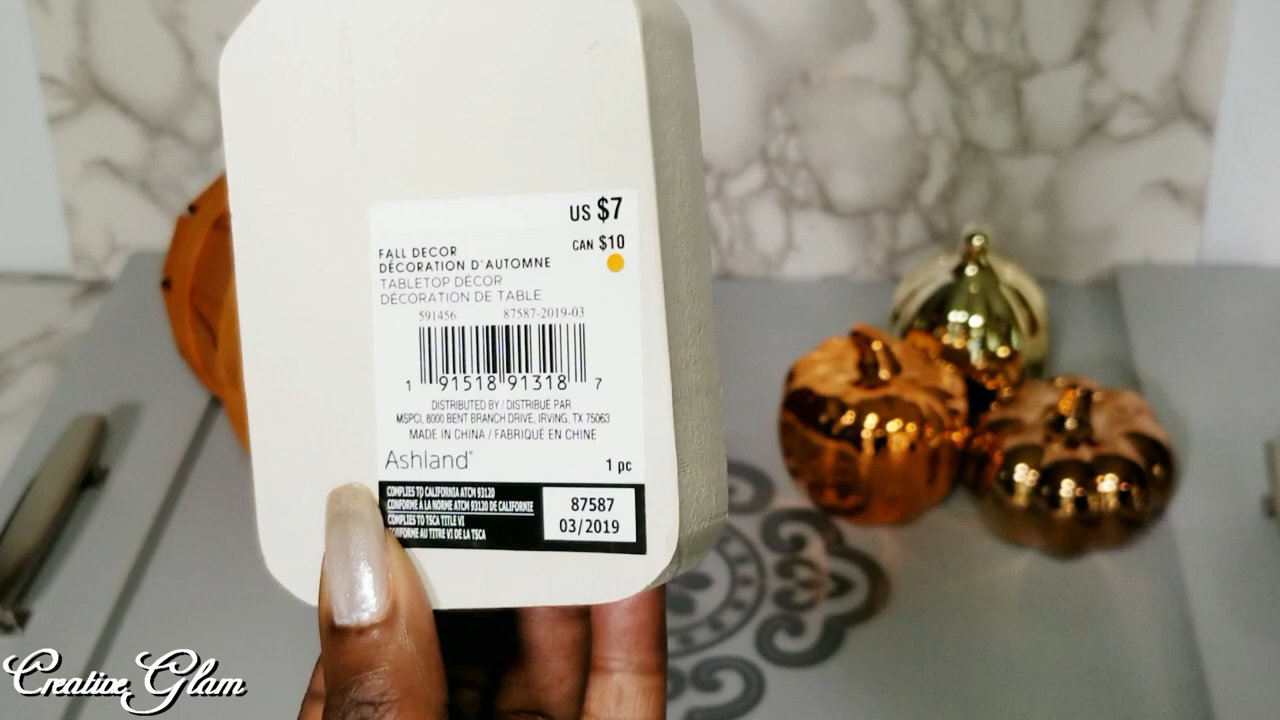 US $7
CAN $10
FALL DECOR
DÉCORATION D'AUTOMNE
TABLETOP DÉCOR
DÉCORATION DE TABLE
591456 87587-2019-03
1 91518 91318 7
DISTRIBUTED BY / DISTRIBUE PAR
MSPCI, 8000 BENT BRANCH DRIVE, IRVING, TX 75063
MADE IN CHINA / FABRIQUÉ EN CHINE
Ashland® 1 pc
COMPLIES TO CALIFORNIA ATCM 93120
CONFORME À LA NORME ATCM 93120 DE CALIFORNIE
COMPLIES TO TSCA TITLE VI
CONFORME AU TITRE VI DE LA TSCA
87587
03/2019
Creative Glam